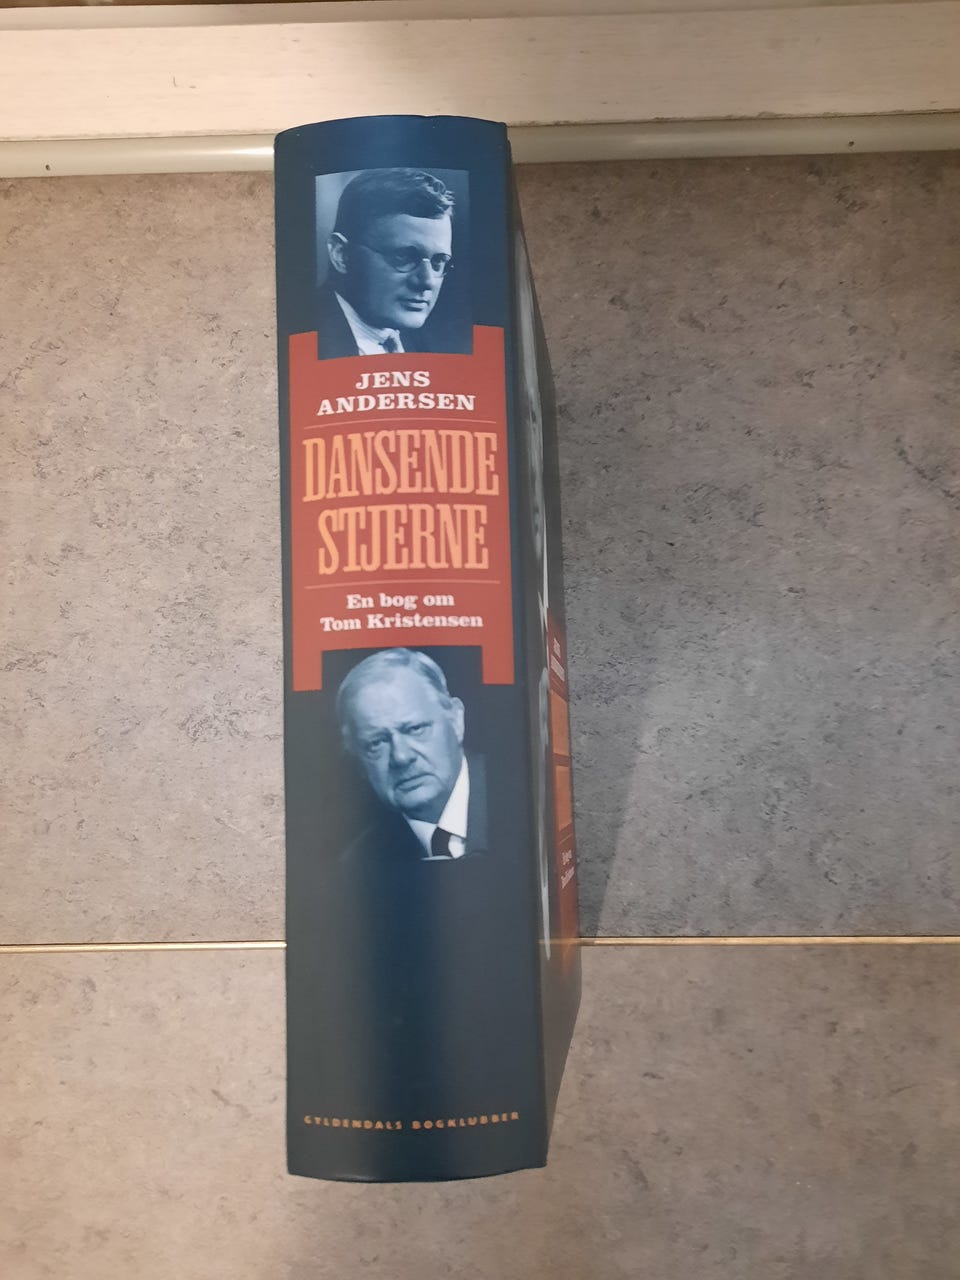 JENS
ANDERSEN
DANSENDE
STJERNE
En bog om
Tom Kristensen
GYLDENDALS BOGKLUBBER